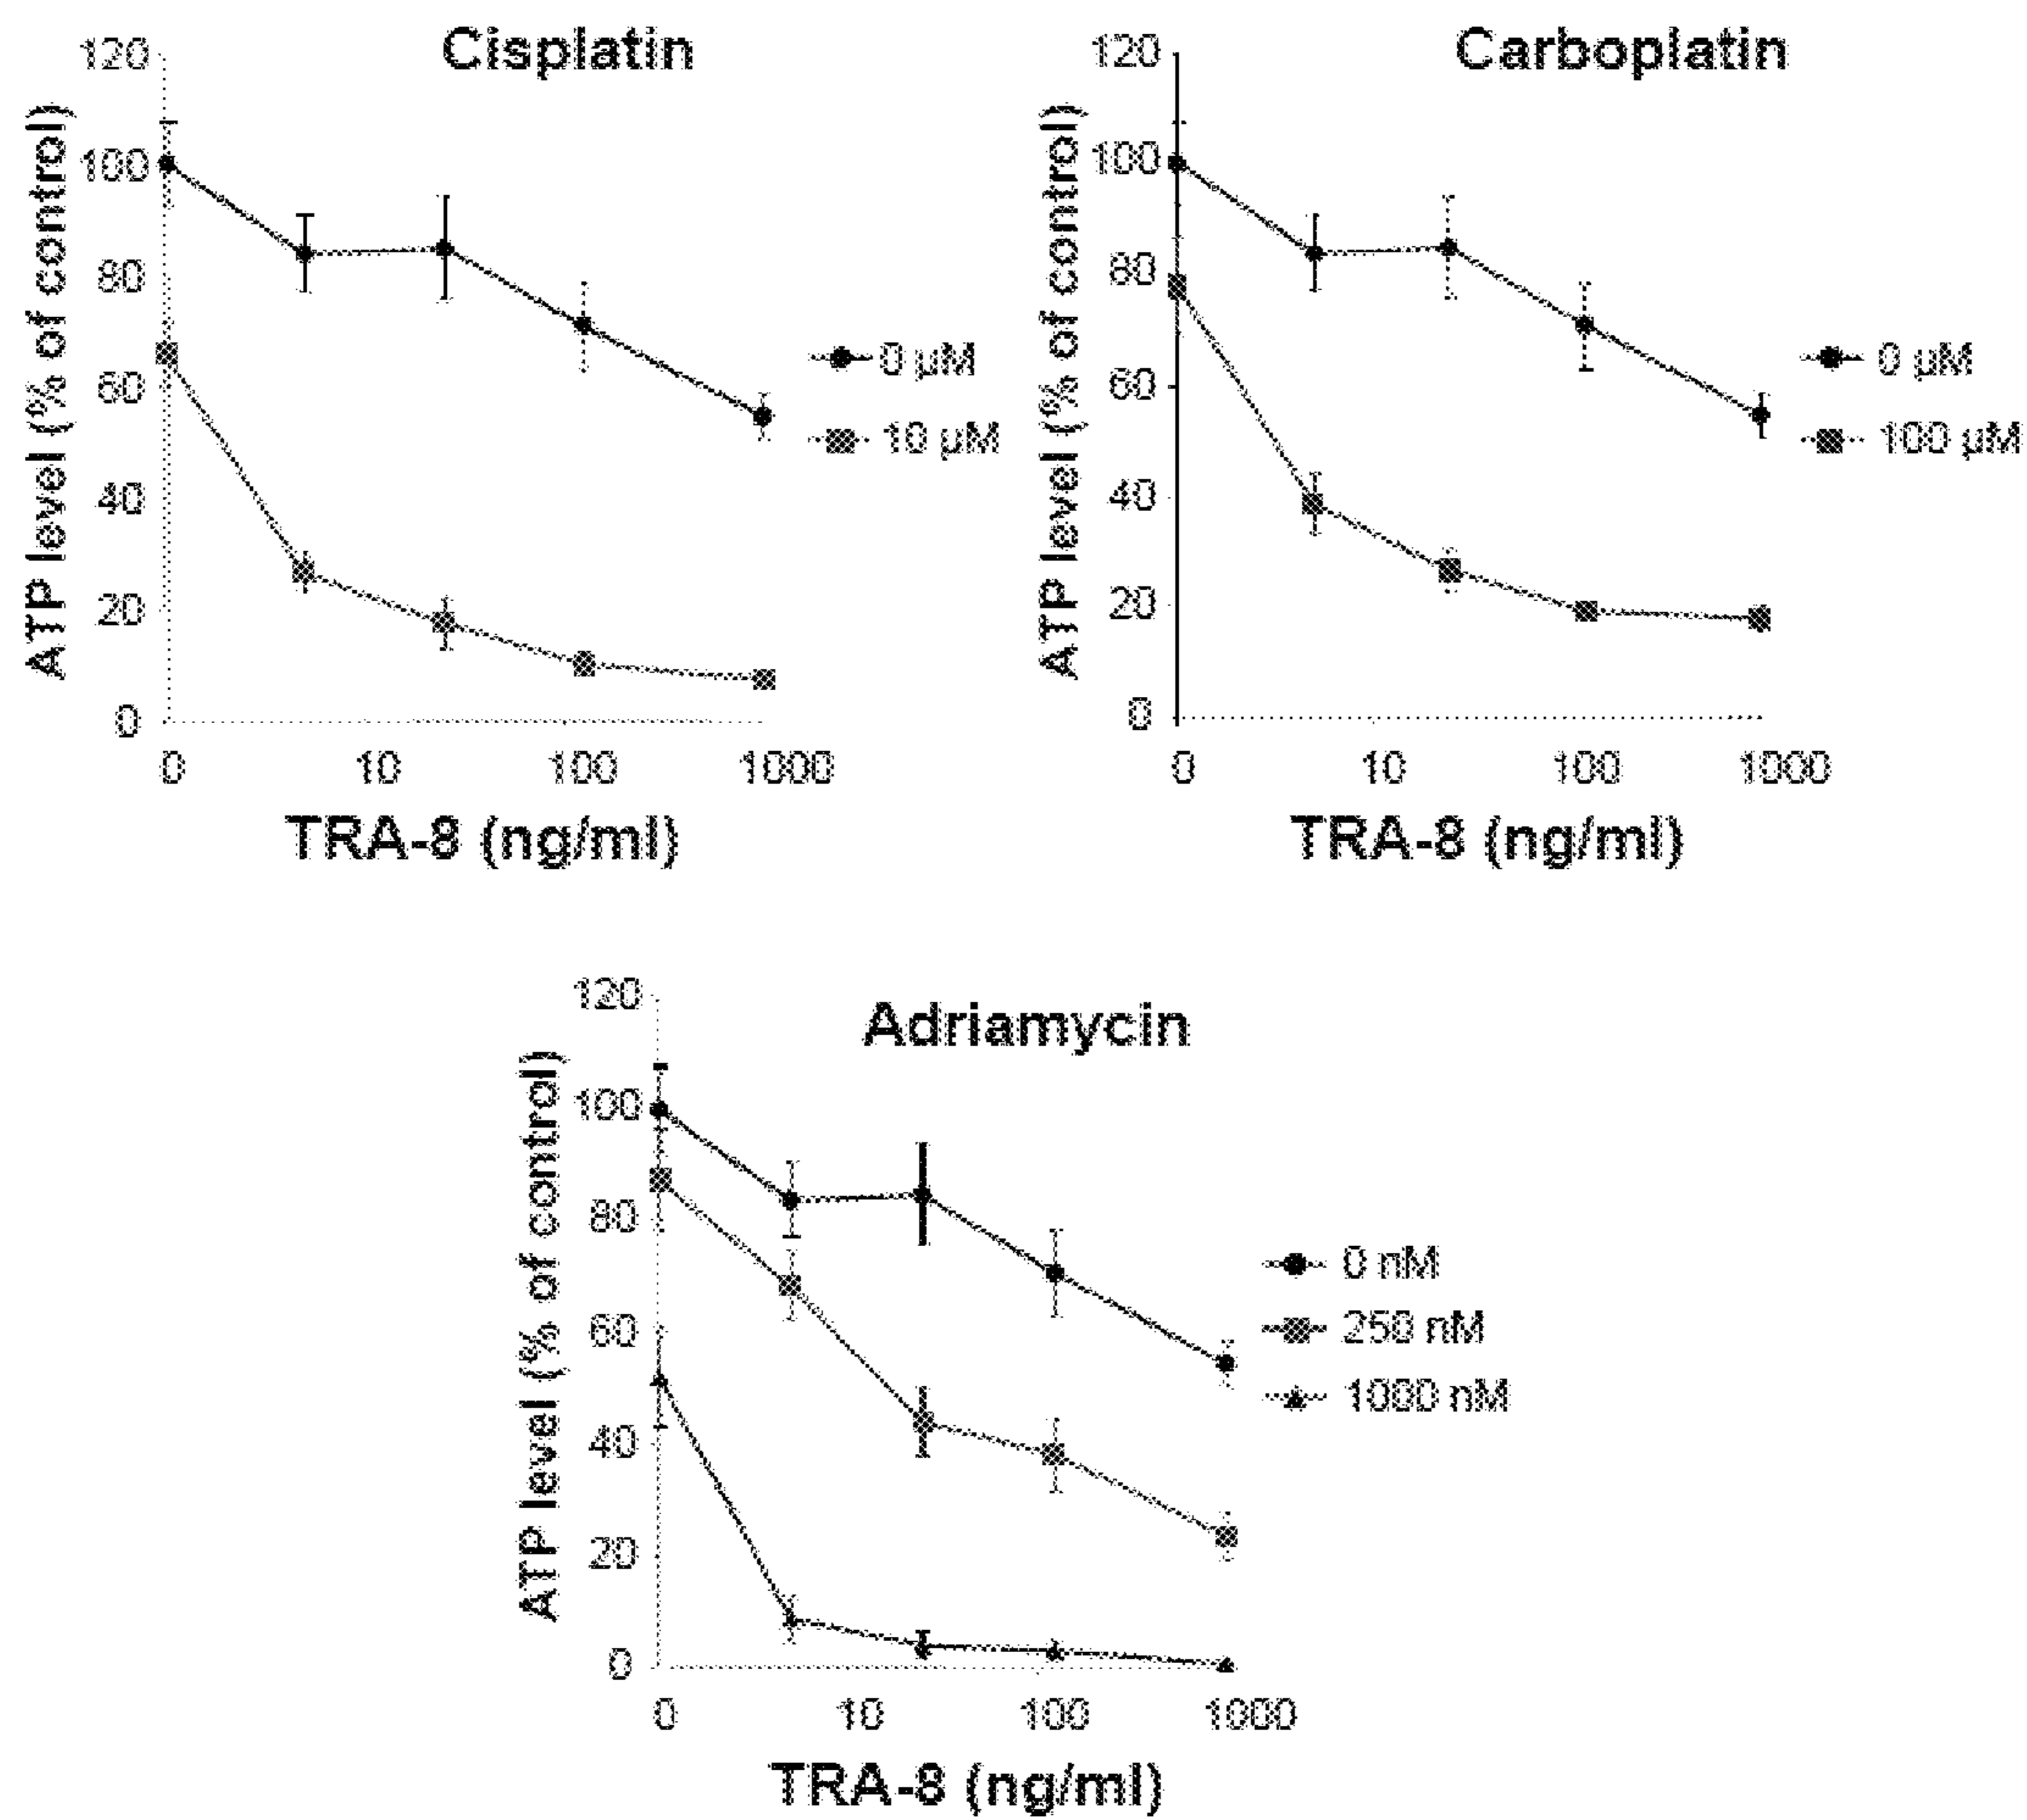 Cisplatin
ATP level (% of control)
120
100
80
60
40
20
0
0 10 100 1000
TRA-8 (ng/ml)
0 µM
10 µM
Carboplatin
ATP level (% of control)
120
100
80
60
40
20
0
0 10 100 1000
TRA-8 (ng/ml)
0 µM
100 µM
Adriamycin
ATP level (% of control)
120
100
80
60
40
20
0
0 10 100 1000
TRA-8 (ng/ml)
0 nM
250 nM
1000 nM